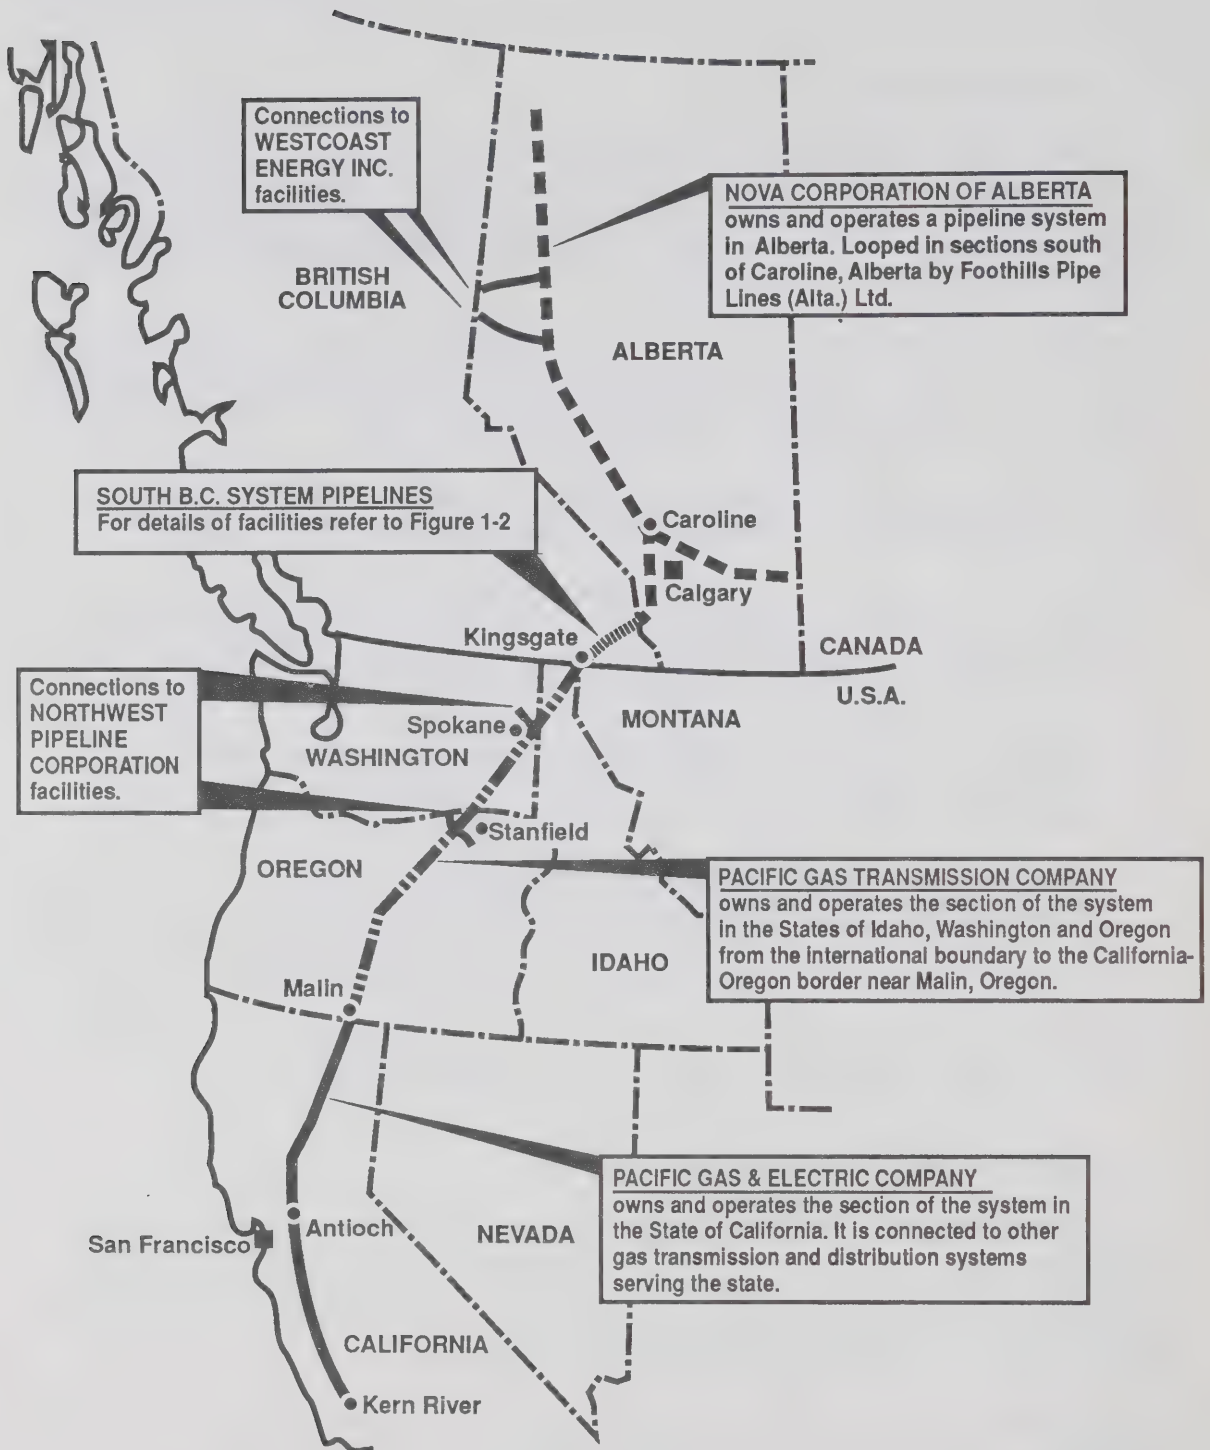 Connections to
WESTCOAST
ENERGY INC.
facilities.
NOVA CORPORATION OF ALBERTA
owns and operates a pipeline system
in Alberta. Looped in sections south
of Caroline, Alberta by Foothills Pipe
Lines (Alta.) Ltd.
BRITISH
COLUMBIA
ALBERTA
SOUTH B.C. SYSTEM PIPELINES
For details of facilities refer to Figure 1-2
Caroline
Calgary
Kingsgate
CANADA
U.S.A.
Connections to
NORTHWEST
PIPELINE
CORPORATION
facilities.
MONTANA
Spokane
WASHINGTON
Stanfield
OREGON
PACIFIC GAS TRANSMISSION COMPANY
owns and operates the section of the system
in the States of Idaho, Washington and Oregon
from the international boundary to the California-
Oregon border near Malin, Oregon.
IDAHO
Malin
PACIFIC GAS & ELECTRIC COMPANY
owns and operates the section of the system in
the State of California. It is connected to other
gas transmission and distribution systems
serving the state.
Antioch
San Francisco
NEVADA
CALIFORNIA
Kern River